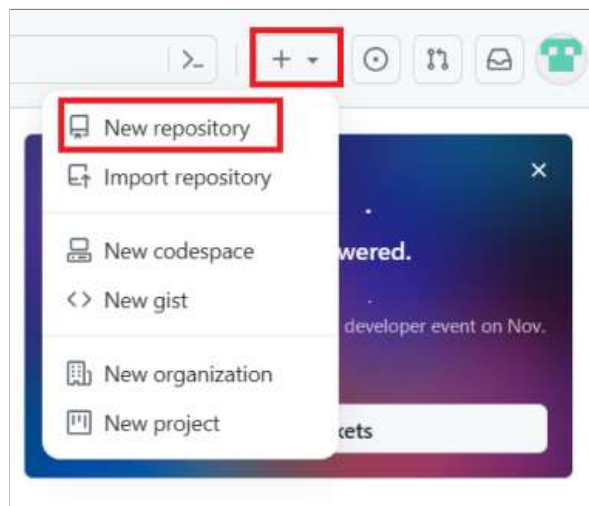 New repository
Import repository
wered.
New codespace
New gist
developer event on Nov.
New organization
New project
kets